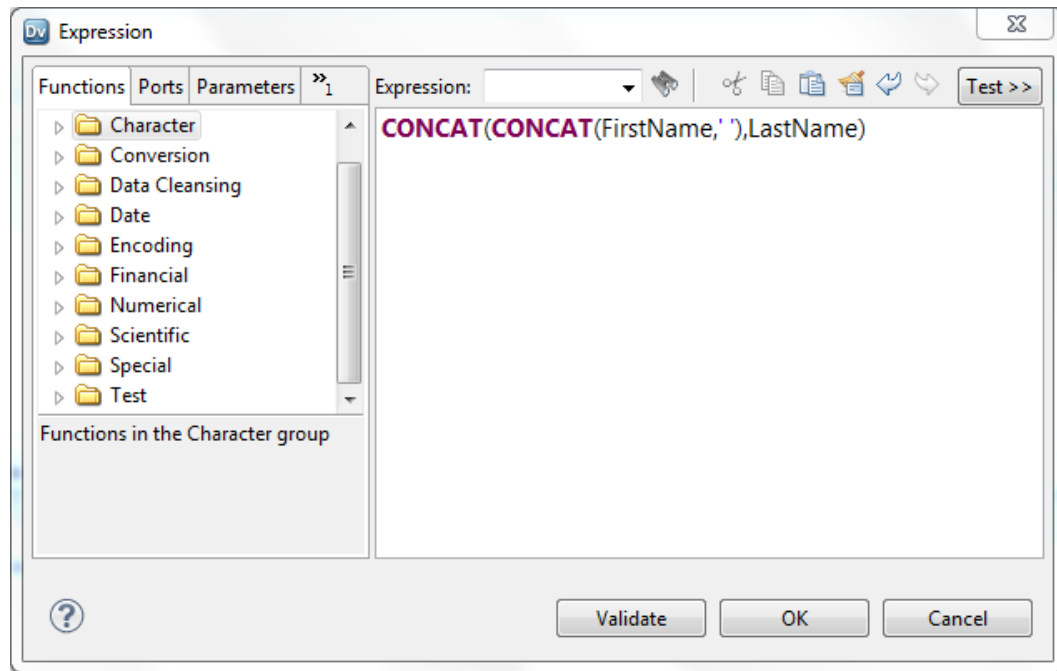 Dv Expression
Functions Ports Parameters »1 Expression: Test >>
Character
Conversion
Data Cleansing
Date
Encoding
Financial
Numerical
Scientific
Special
Test
Functions in the Character group
CONCAT(CONCAT(FirstName,' '),LastName)
?
Validate OK Cancel